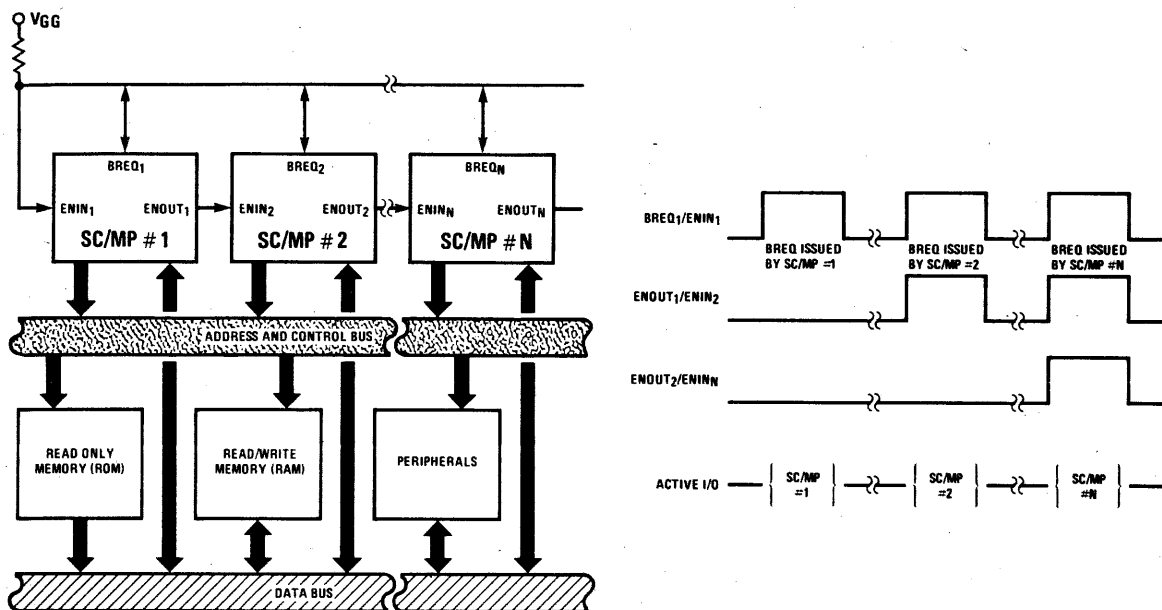 VGG
BREQ1
BREQ2
BREQN
ENIN1
ENOUT1
ENIN2
ENOUT2
ENINN
ENOUTN
SC/MP # 1
SC/MP # 2
SC/MP # N
ADDRESS AND CONTROL BUS
READ ONLY
MEMORY (ROM)
READ/WRITE
MEMORY (RAM)
PERIPHERALS
DATA BUS
BREQ1/ENIN1
BREQ ISSUED
BY SC/MP #1
BREQ ISSUED
BY SC/MP #2
BREQ ISSUED
BY SC/MP #N
ENOUT1/ENIN2
ENOUT2/ENINN
ACTIVE I/O
SC/MP
#1
SC/MP
#2
SC/MP
#N